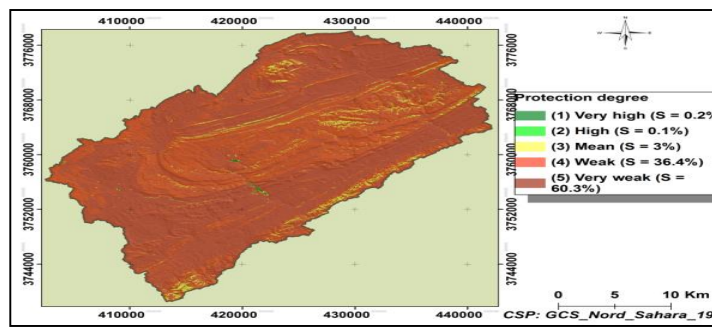 410000 420000 430000 440000
3776000 3776000
3768000 3768000
3760000 3760000
3752000 3752000
3744000 3744000
410000 420000 430000 440000
N
W E
S
Protection degree
(1) Very high (S = 0.2%
(2) High (S = 0.1%)
(3) Mean (S = 3%)
(4) Weak (S = 36.4%)
(5) Very weak (S =
60.3%)
0 5 10 Km
CSP: GCS_Nord_Sahara_19